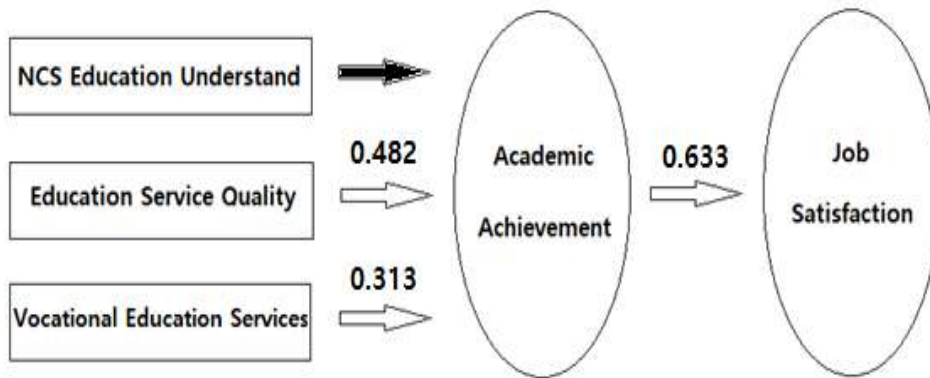 NCS Education Understand
0.482
Education Service Quality
0.313
Vocational Education Services
Academic
Achievement
0.633
Job
Satisfaction